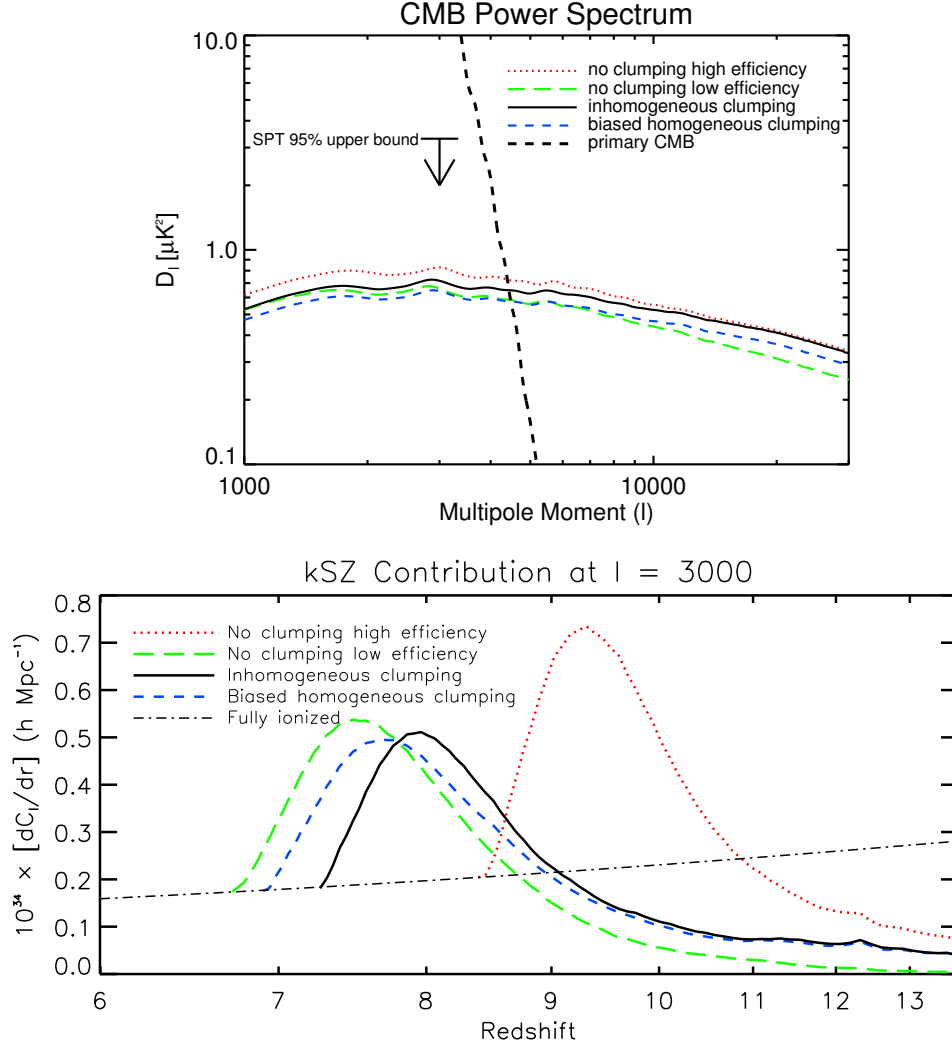 CMB Power Spectrum
10.0
no clumping high efficiency
no clumping low efficiency
inhomogeneous clumping
biased homogeneous clumping
primary CMB
SPT 95% upper bound
D_l [μK²]
1.0
0.1
1000
10000
Multipole Moment (l)
kSZ Contribution at l = 3000
0.8
0.7
0.6
0.5
0.4
0.3
0.2
0.1
0.0
No clumping high efficiency
No clumping low efficiency
Inhomogeneous clumping
Biased homogeneous clumping
Fully ionized
10³⁴ × [dC_l/dr] (h Mpc⁻¹)
6 7 8 9 10 11 12 13
Redshift